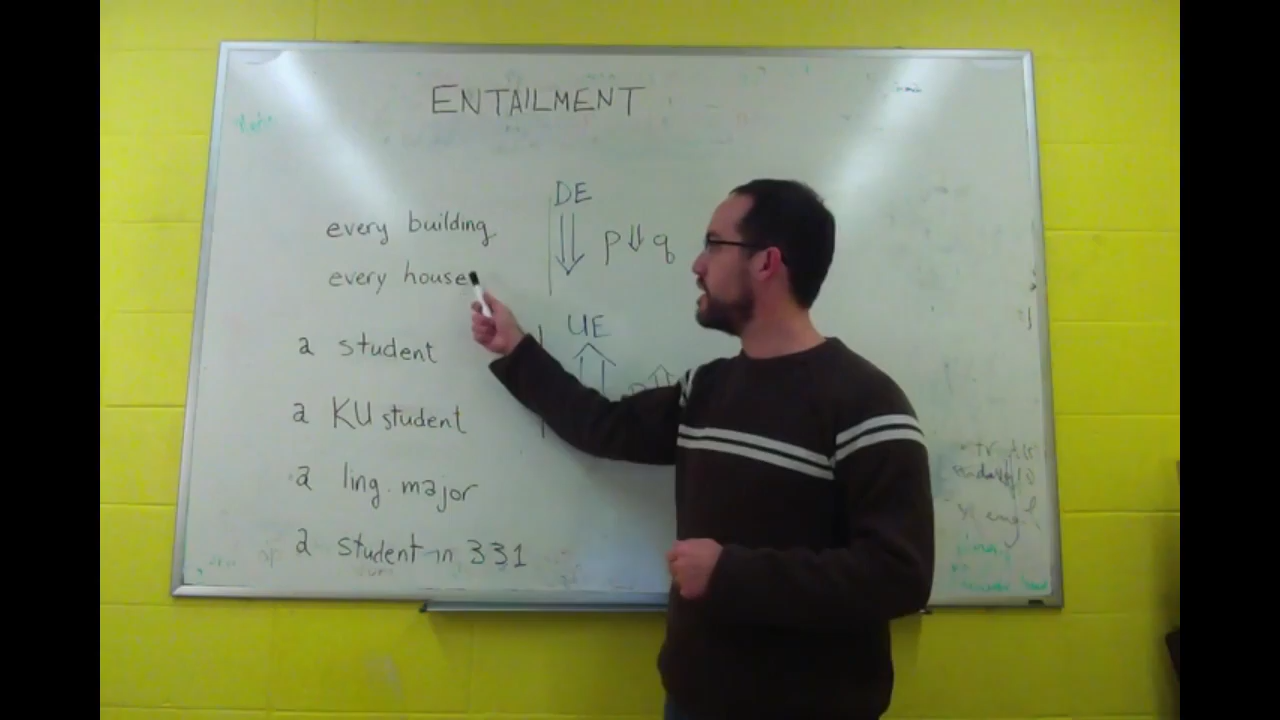 ENTAILMENT
DE
every building
p ⇓ q
every house
UE
a student
a KU student
a ling. major
a student in 331